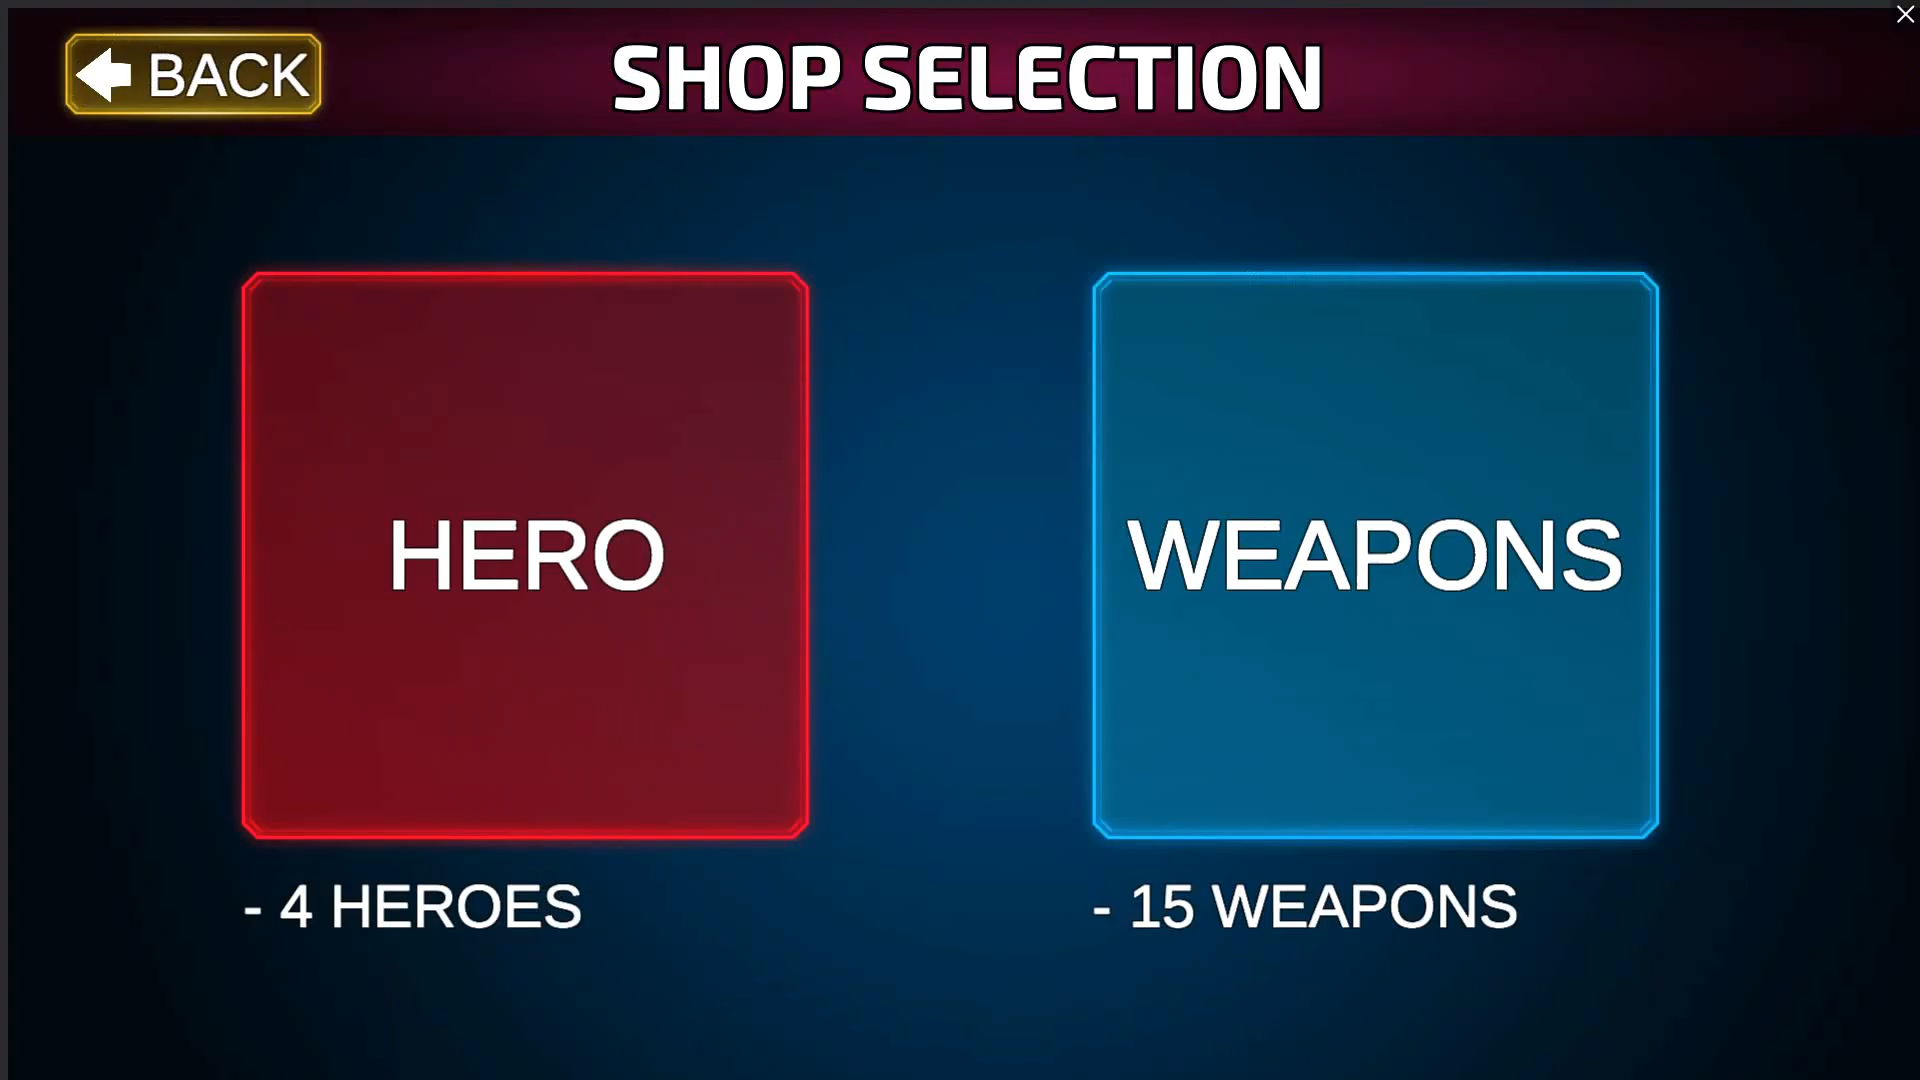 BACK
SHOP SELECTION
HERO
WEAPONS
- 4 HEROES
- 15 WEAPONS